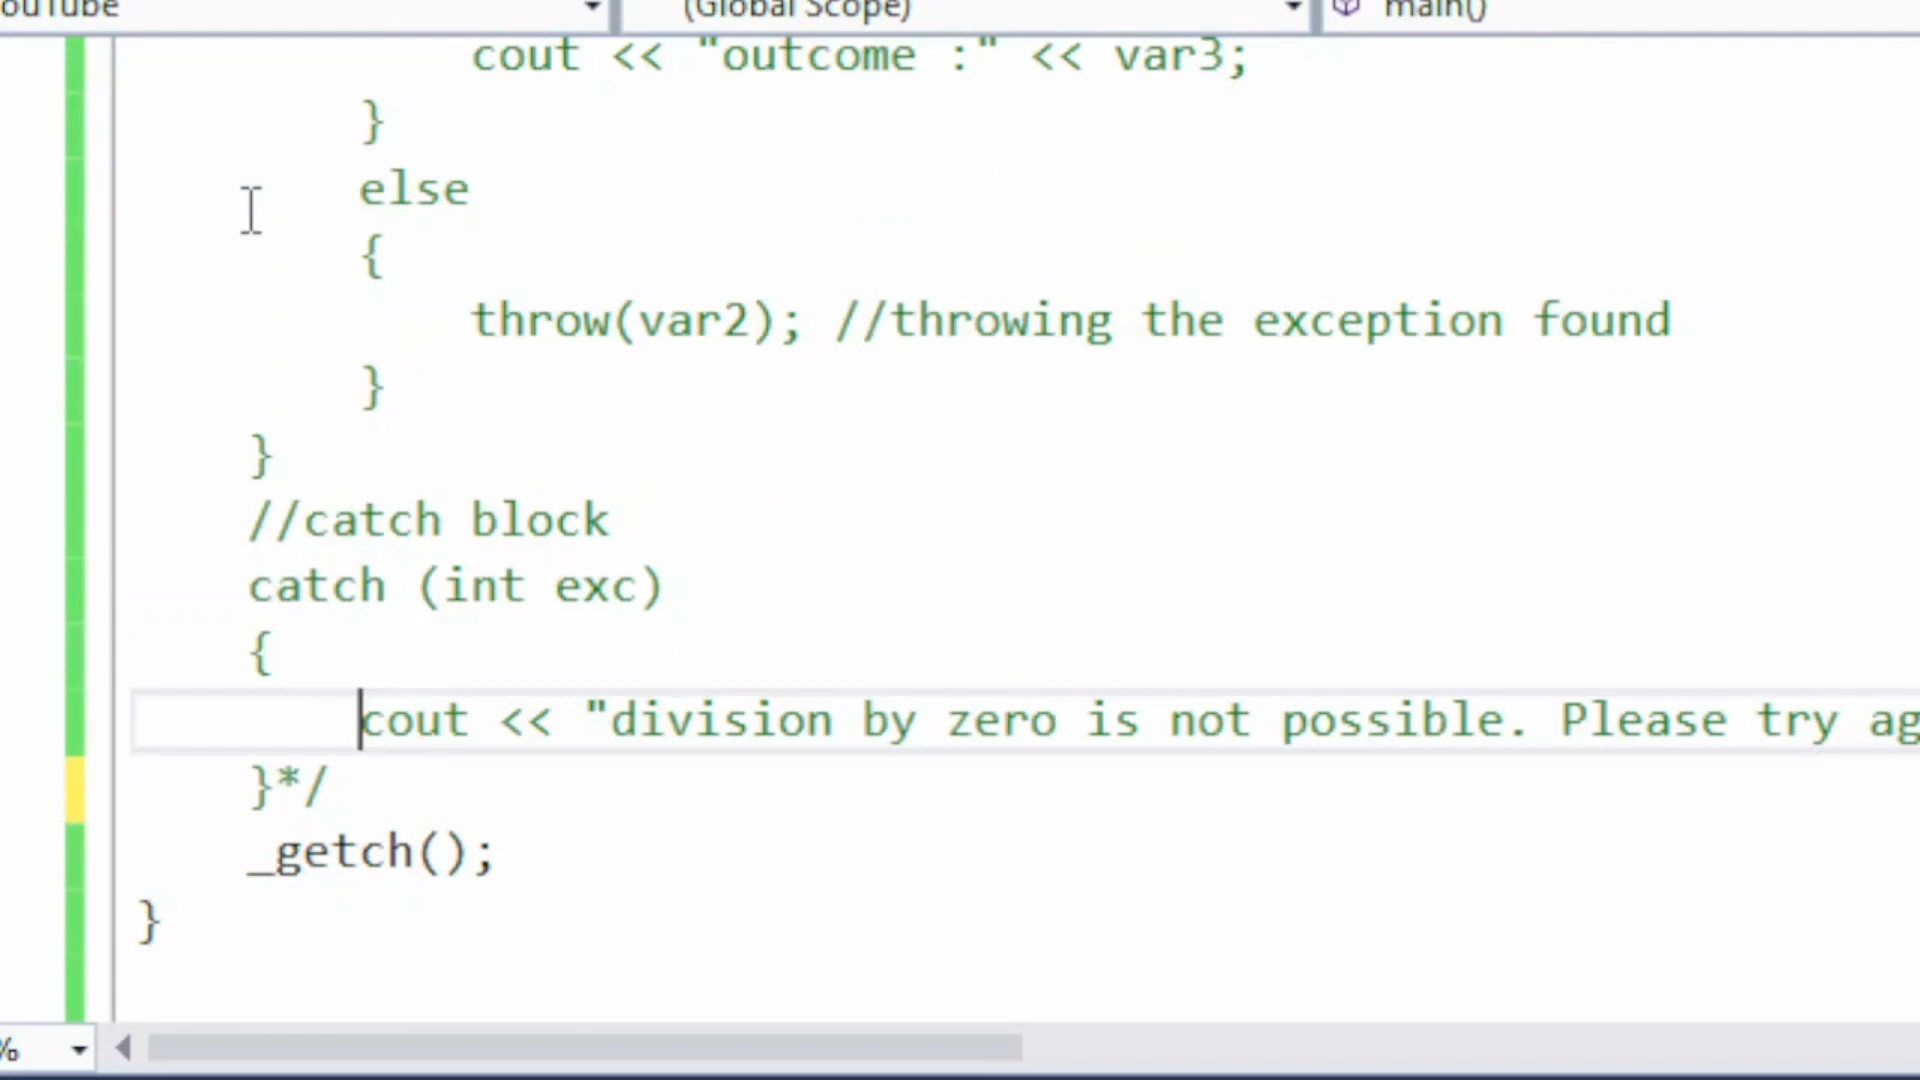 (Global Scope) main()
cout << "outcome :" << var3;
}
else
{
throw(var2); //throwing the exception found
}
}
//catch block
catch (int exc)
{
cout << "division by zero is not possible. Please try
}*/
_getch();
}
%